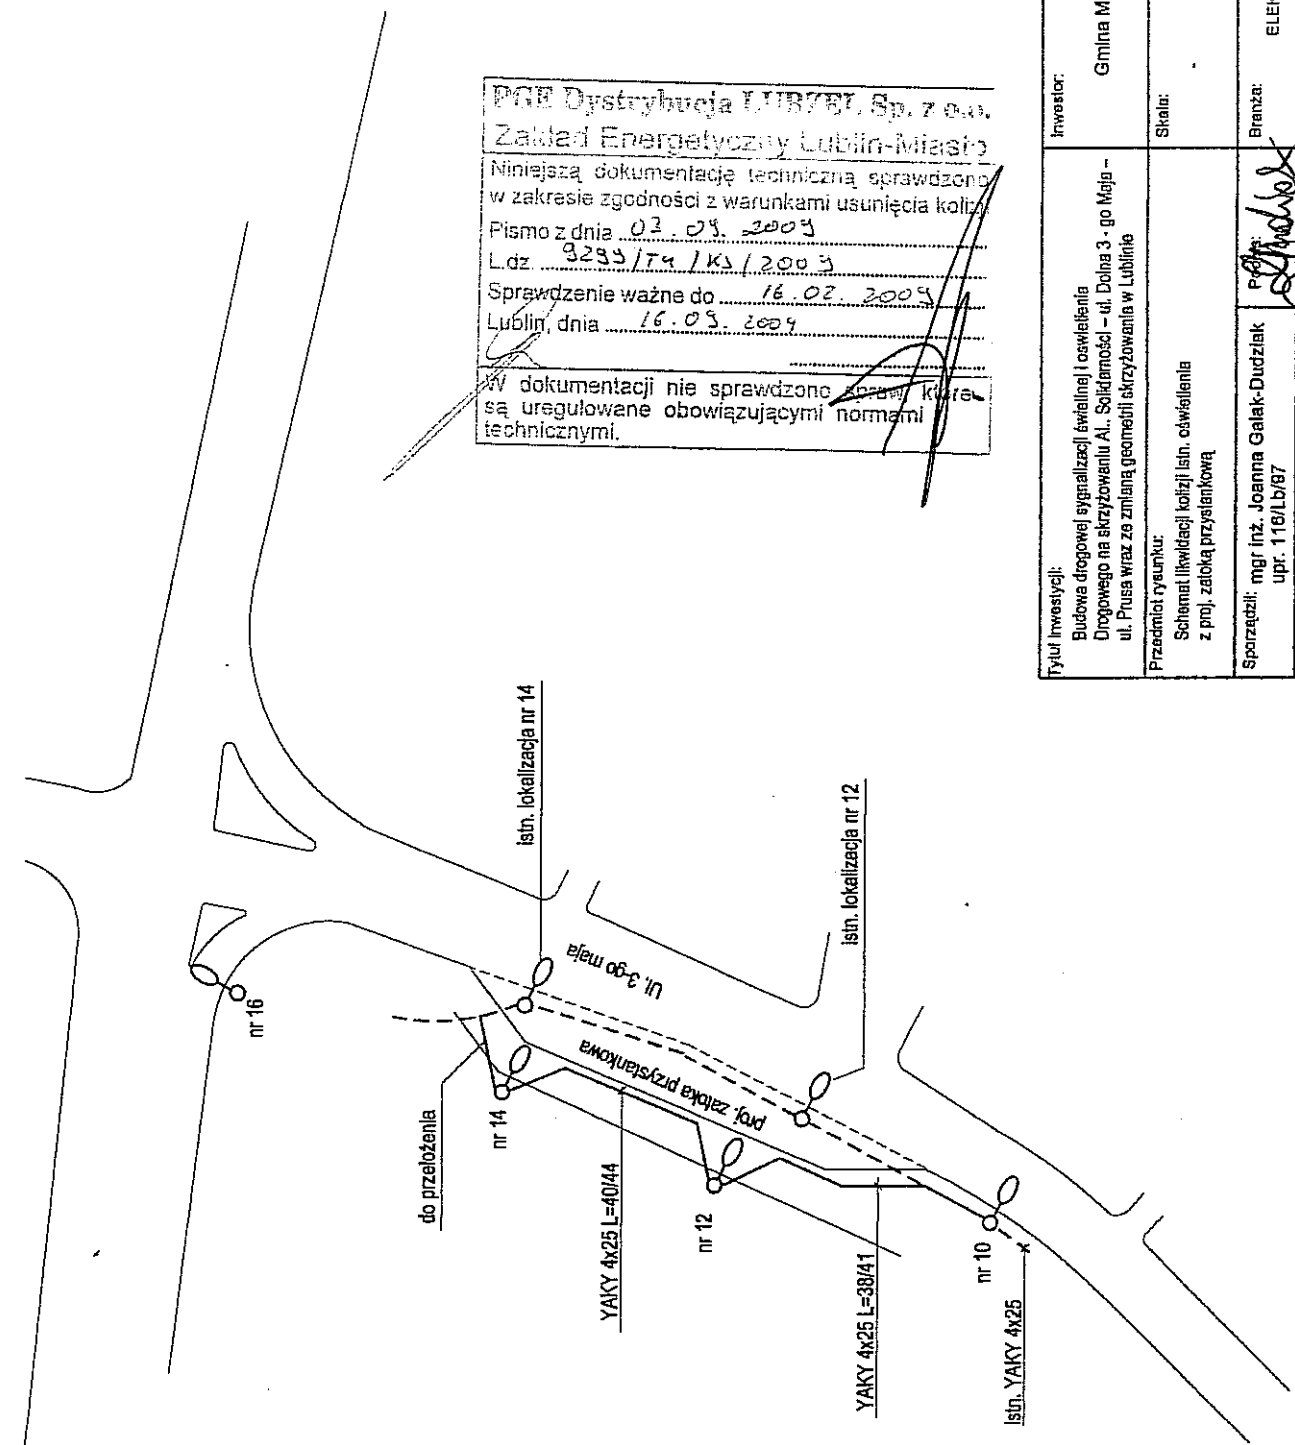 PGE Dystrybucja LUBZEL Sp. z o.o.
Zakład Energetyczny Lublin-Miasto
Niniejszą dokumentację techniczną sprawdzono
w zakresie zgodności z warunkami usunięcia kolizji
Pismo z dnia 03.09.2009
L.dz. 9299/T4/KJ/2009
Sprawdzenie ważne do 16.02.2009
Lublin, dnia 16.09.2009
W dokumentacji nie sprawdzono spraw które
są uregulowane obowiązującymi normami
technicznymi.
nr 16
istn. lokalizacja nr 14
Ul. 3-go maja
istn. lokalizacja nr 12
proj. zatoka przystankowa
do przełożenia
nr 14
YAKY 4x25 L=40/44
nr 12
YAKY 4x25 L=38/41
nr 10
Istn. YAKY 4x25
Tytuł Inwestycji:
Budowa drogowej sygnalizacji świetlnej i oświetlenia
Drogowego na skrzyżowaniu Al.. Solidarności – ul. Dolna 3 - go Maja –
ul. Prusa wraz ze zmianą geometrii skrzyżowania w Lublinie
Inwestor:
Gmina M
Przedmiot rysunku:
Schemat likwidacji kolizji istn. oświetlenia
z proj. zatoką przystankową
Skala:
-
Sporządził: mgr inż. Joanna Galak-Dudziak
upr. 116/Lb/97
Podpis:
Branża:
ELEK